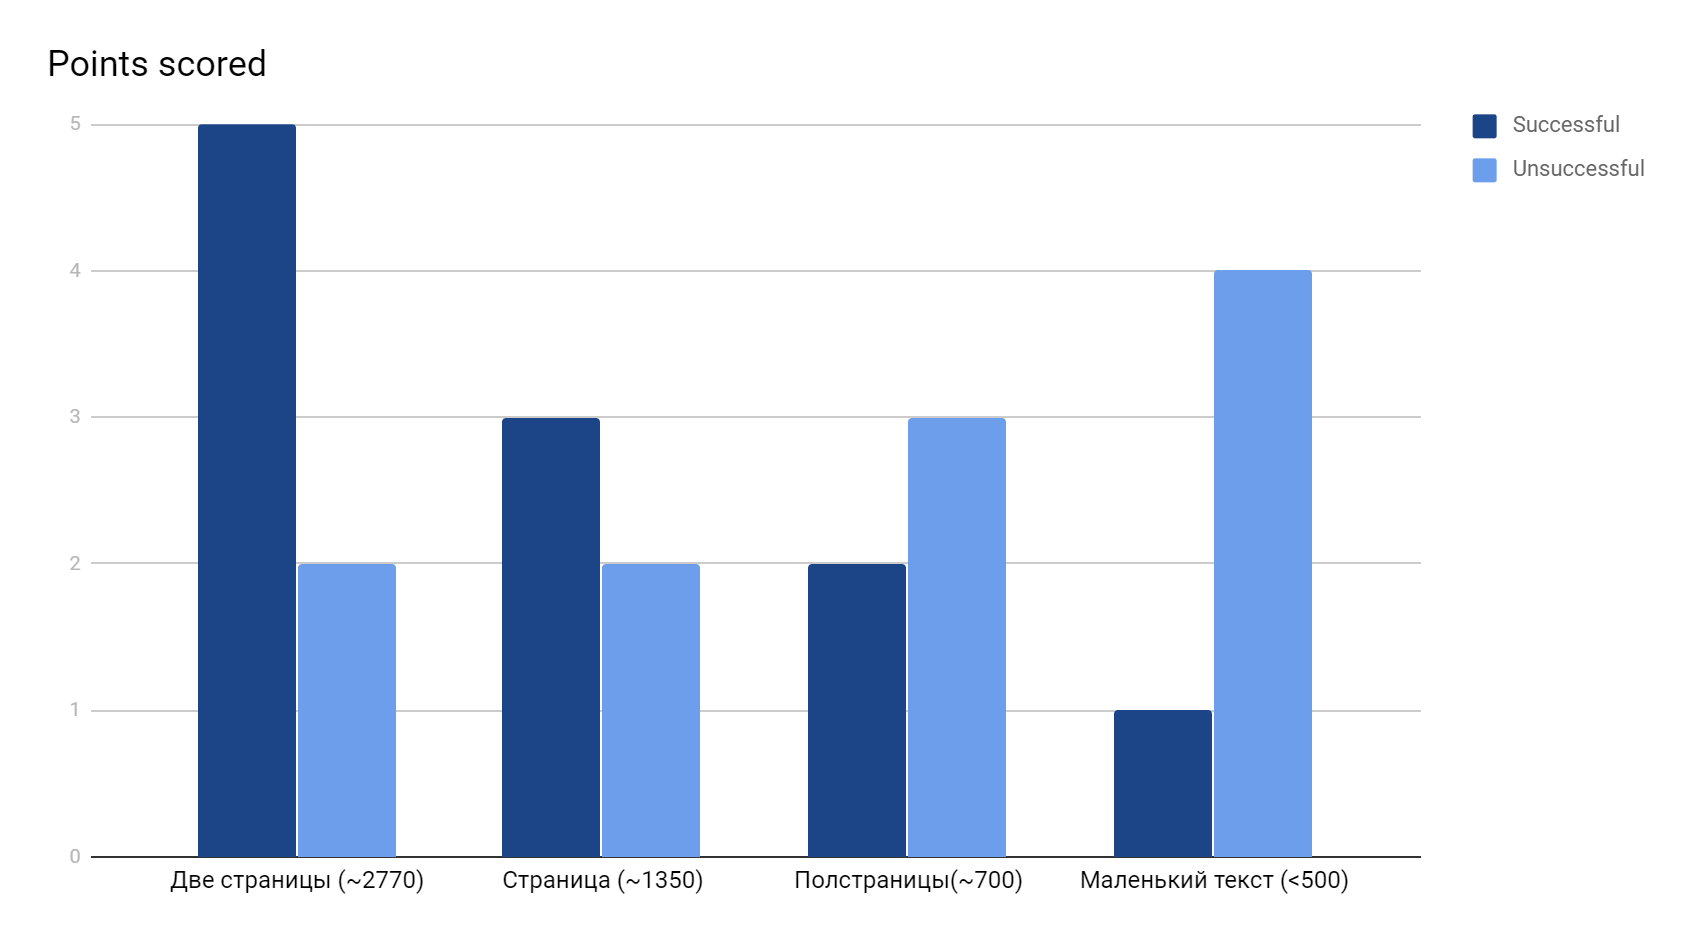 Points scored
5
4
3
2
1
0
Successful
Unsuccessful
Две страницы (~2770)
Страница (~1350)
Полстраницы(~700)
Маленький текст (<500)